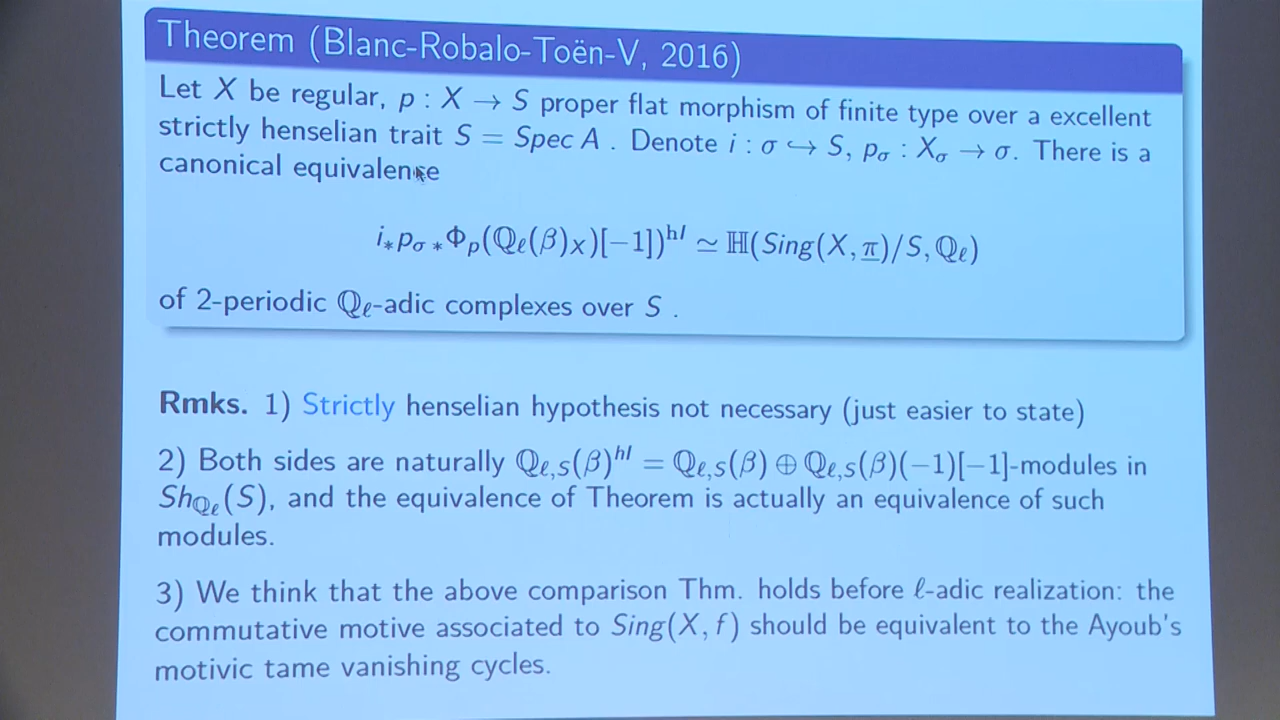 Theorem (Blanc-Robalo-Toën-V, 2016)
Let X be regular, p : X → S proper flat morphism of finite type over a excellent
strictly henselian trait S = Spec A . Denote i : σ ↪ S, p_σ : X_σ → σ. There is a
canonical equivalence
i_* p_{σ *} Φ_p(ℚ_ℓ(β)_X)[−1])^{hI} ≃ ℍ(Sing(X, π)/S, ℚ_ℓ)
of 2-periodic ℚ_ℓ-adic complexes over S .
Rmks. 1) Strictly henselian hypothesis not necessary (just easier to state)
2) Both sides are naturally ℚ_{ℓ,S}(β)^{hI} = ℚ_{ℓ,S}(β) ⊕ ℚ_{ℓ,S}(β)(−1)[−1]-modules in
Sh_{ℚ_ℓ}(S), and the equivalence of Theorem is actually an equivalence of such
modules.
3) We think that the above comparison Thm. holds before ℓ-adic realization: the
commutative motive associated to Sing(X, f) should be equivalent to the Ayoub's
motivic tame vanishing cycles.